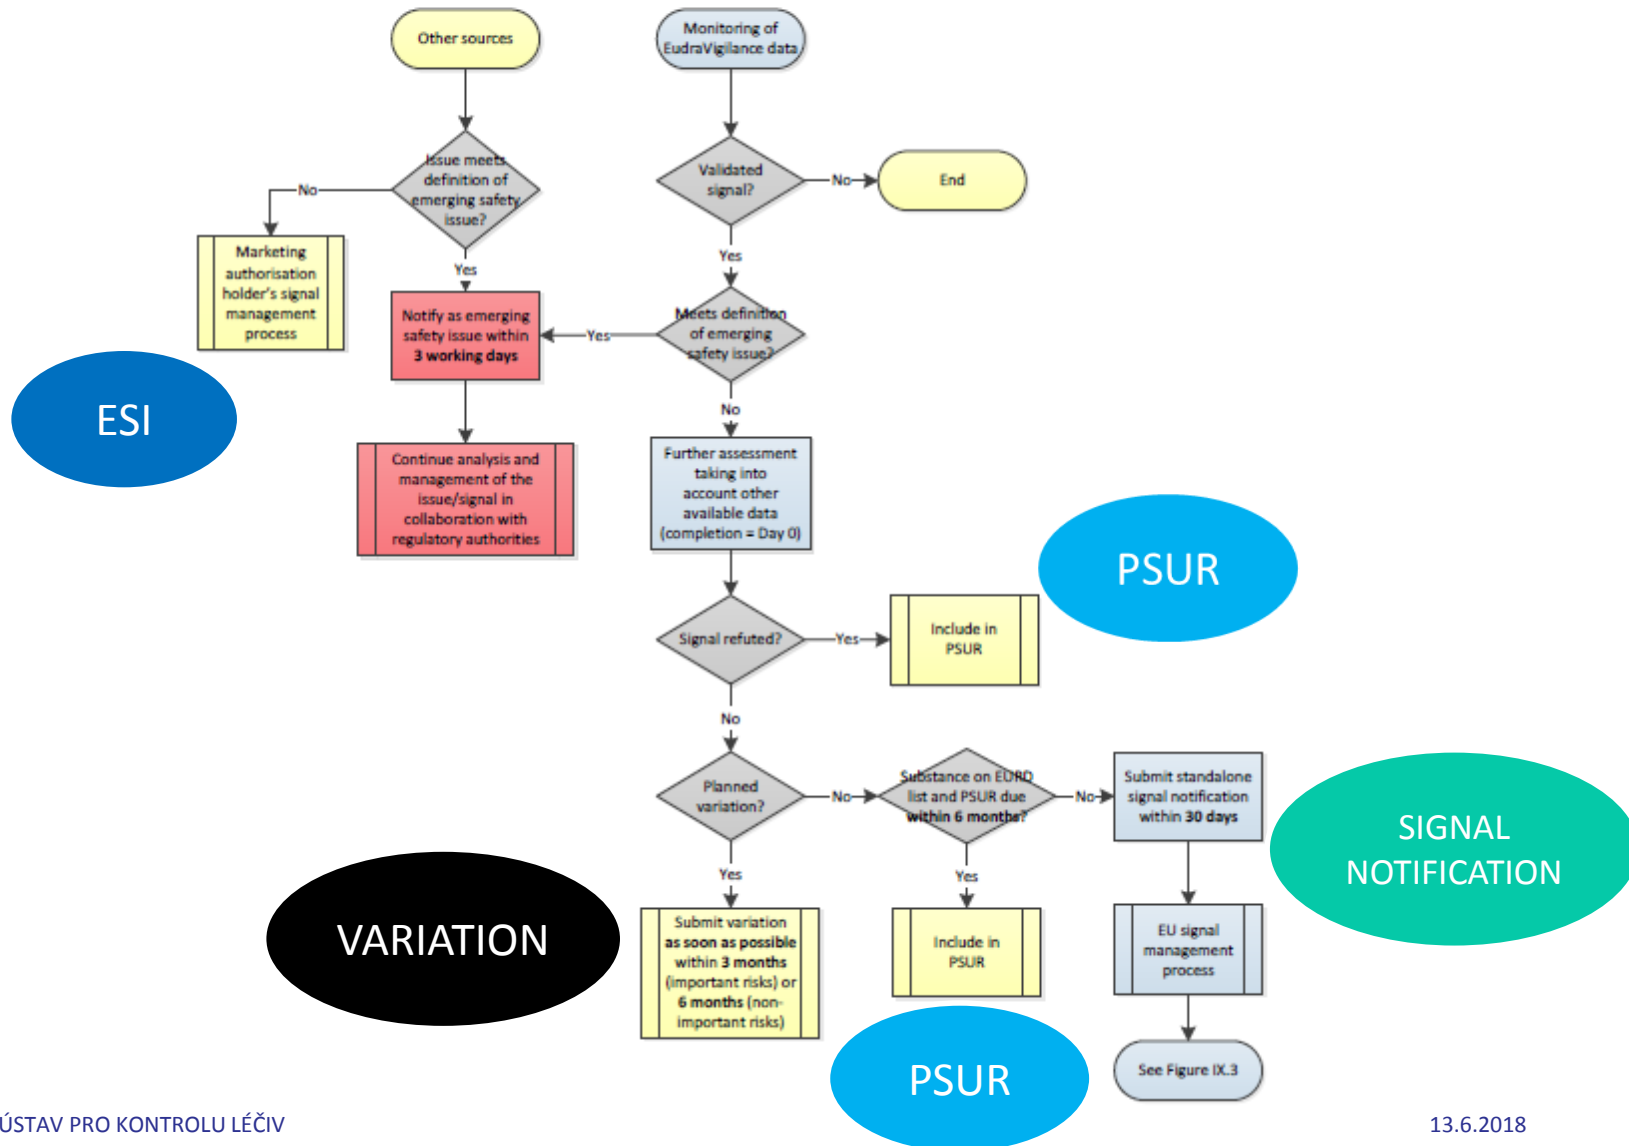 Other sources
Monitoring of
EudraVigilance data
Issue meets
definition of
emerging safety
issue?
No
Validated
signal?
No
End
Marketing
authorisation
holder's signal
management
process
Yes
Yes
Notify as emerging
safety issue within
3 working days
Yes
Meets definition
of emerging
safety issue?
ESI
No
Continue analysis and
management of the
issue/signal in
collaboration with
regulatory authorities
Further assessment
taking into
account other
available data
(completion = Day 0)
PSUR
Signal refuted?
Yes
Include in
PSUR
No
Planned
variation?
No
Substance on EURD
list and PSUR due
within 6 months?
No
Submit standalone
signal notification
within 30 days
SIGNAL
NOTIFICATION
Yes
Yes
VARIATION
Submit variation
as soon as possible
within 3 months
(important risks) or
6 months (non-
important risks)
Include in
PSUR
EU signal
management
process
PSUR
See Figure IX.3
ÚSTAV PRO KONTROLU LÉČIV
13.6.2018